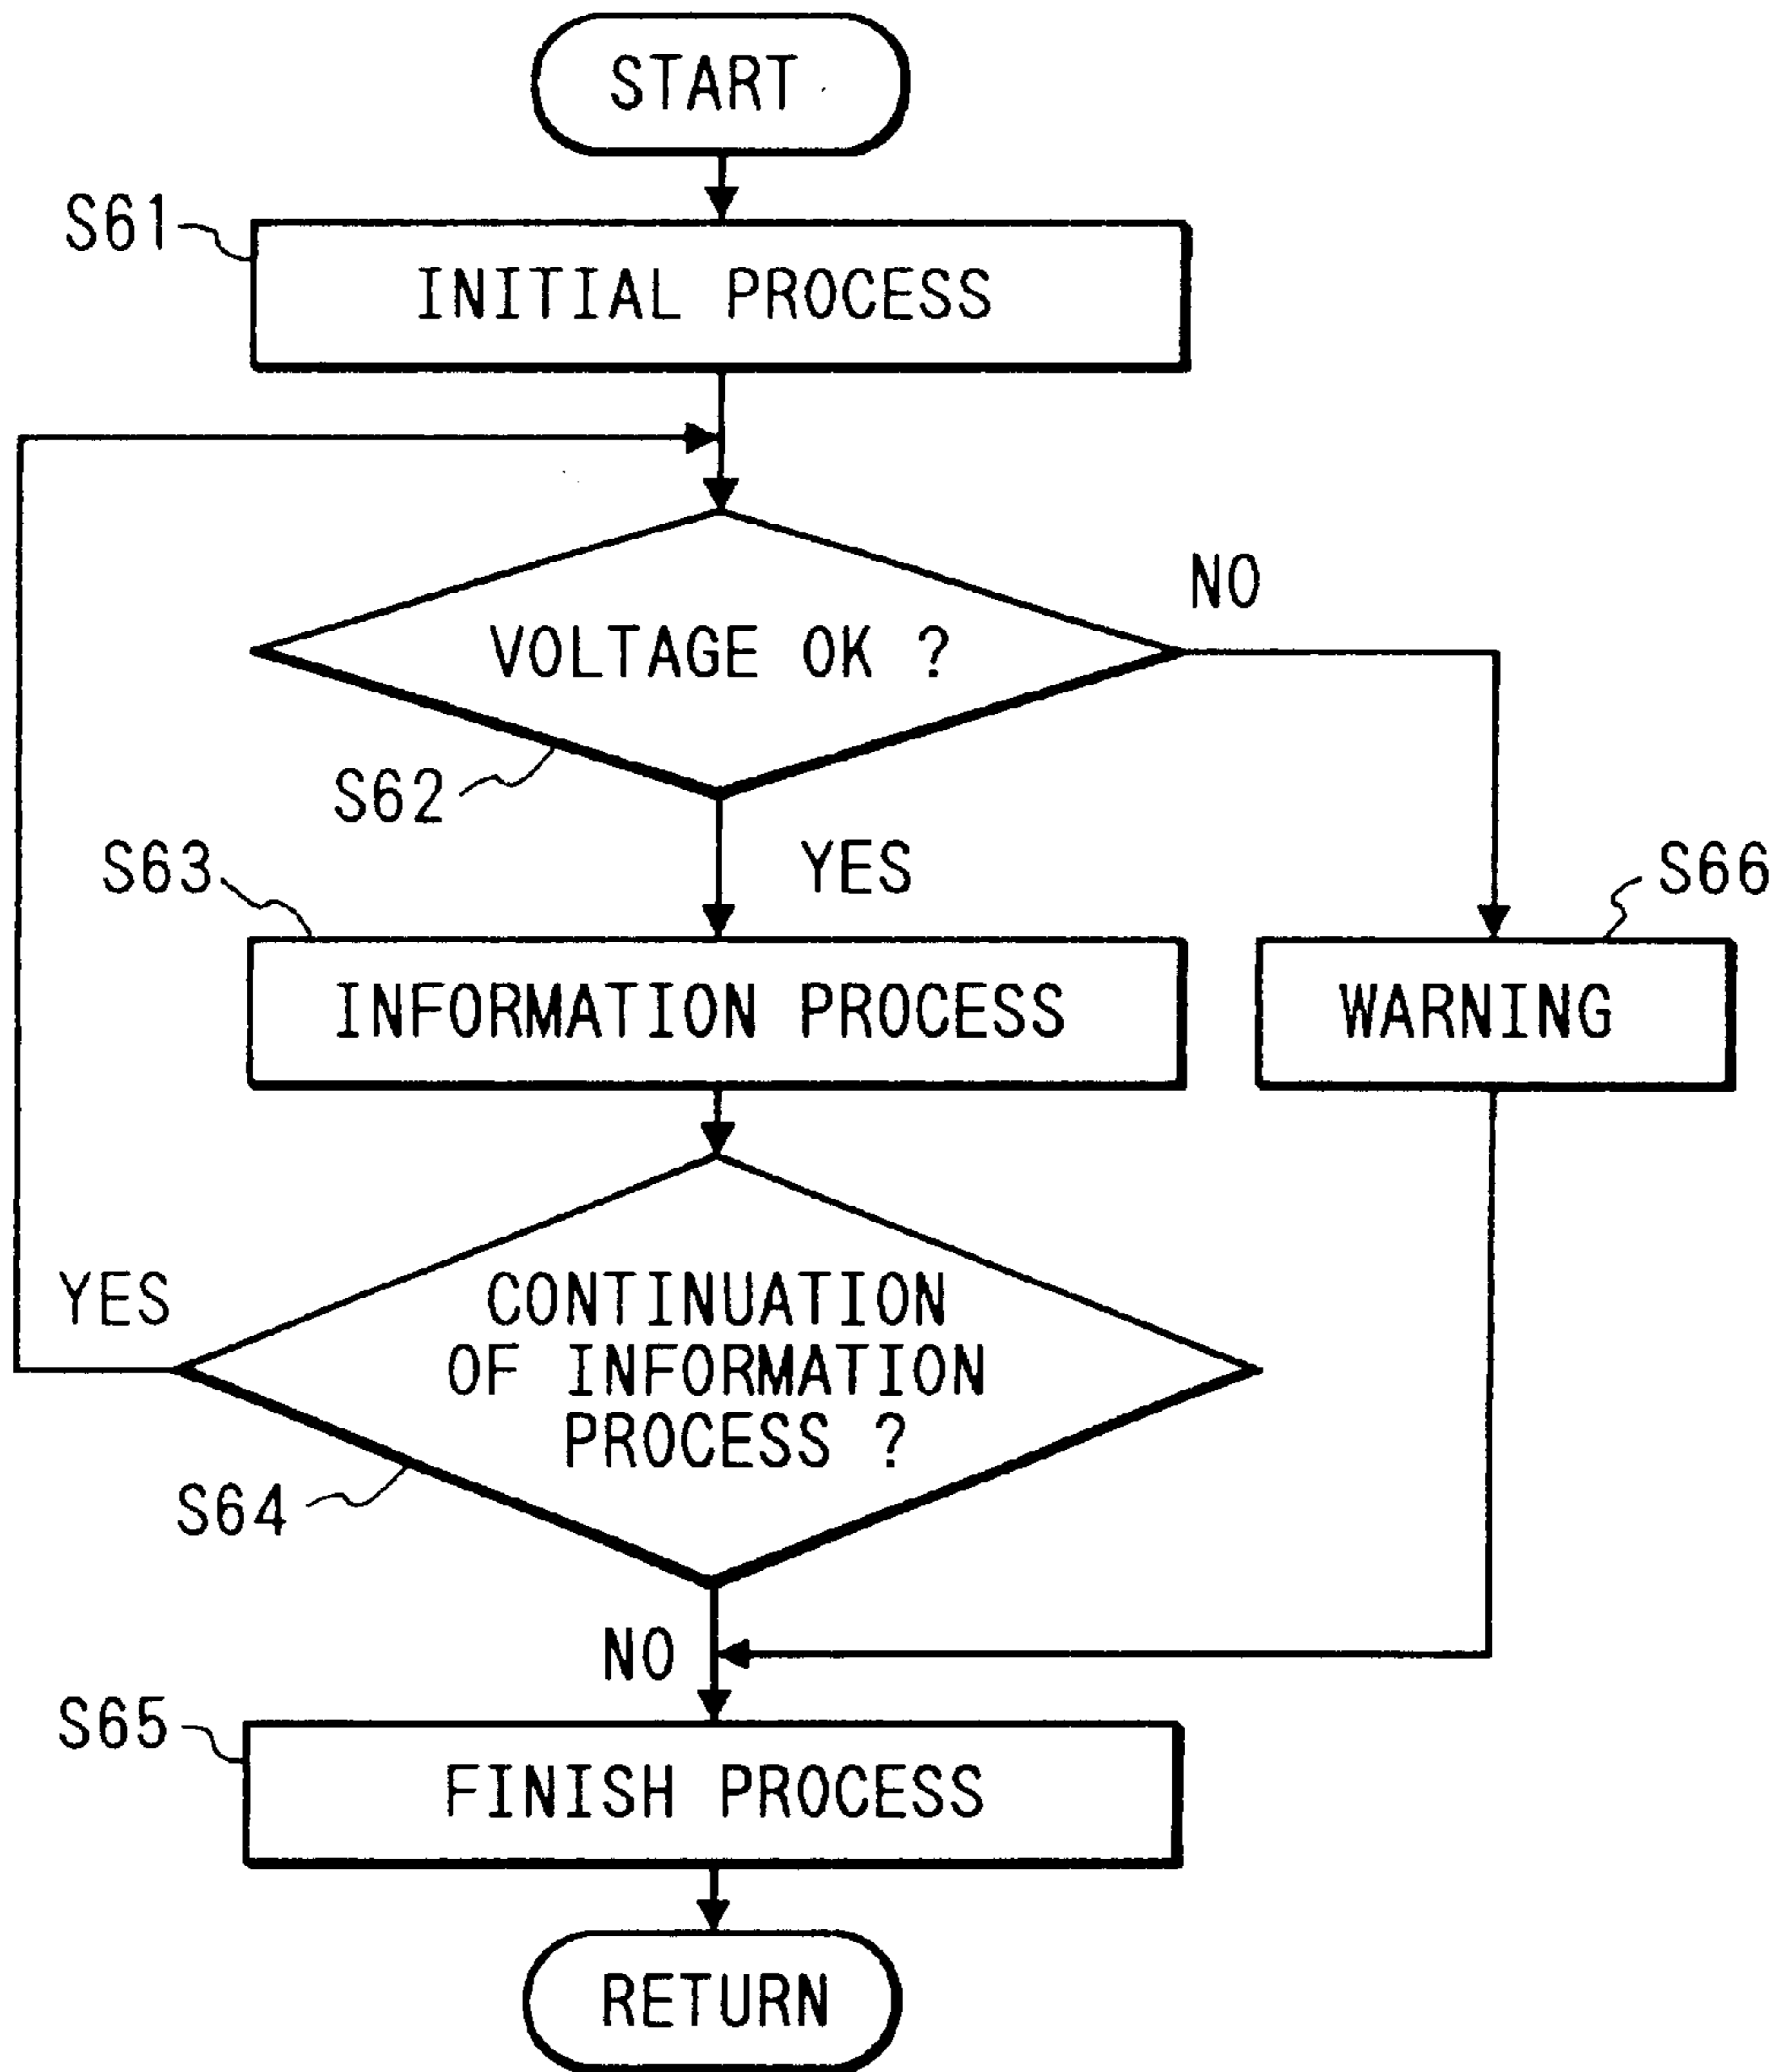 START
S61
INITIAL PROCESS
NO
VOLTAGE OK ?
S62
YES
S63
S66
INFORMATION PROCESS
WARNING
YES
CONTINUATION
OF INFORMATION
PROCESS ?
S64
NO
S65
FINISH PROCESS
RETURN